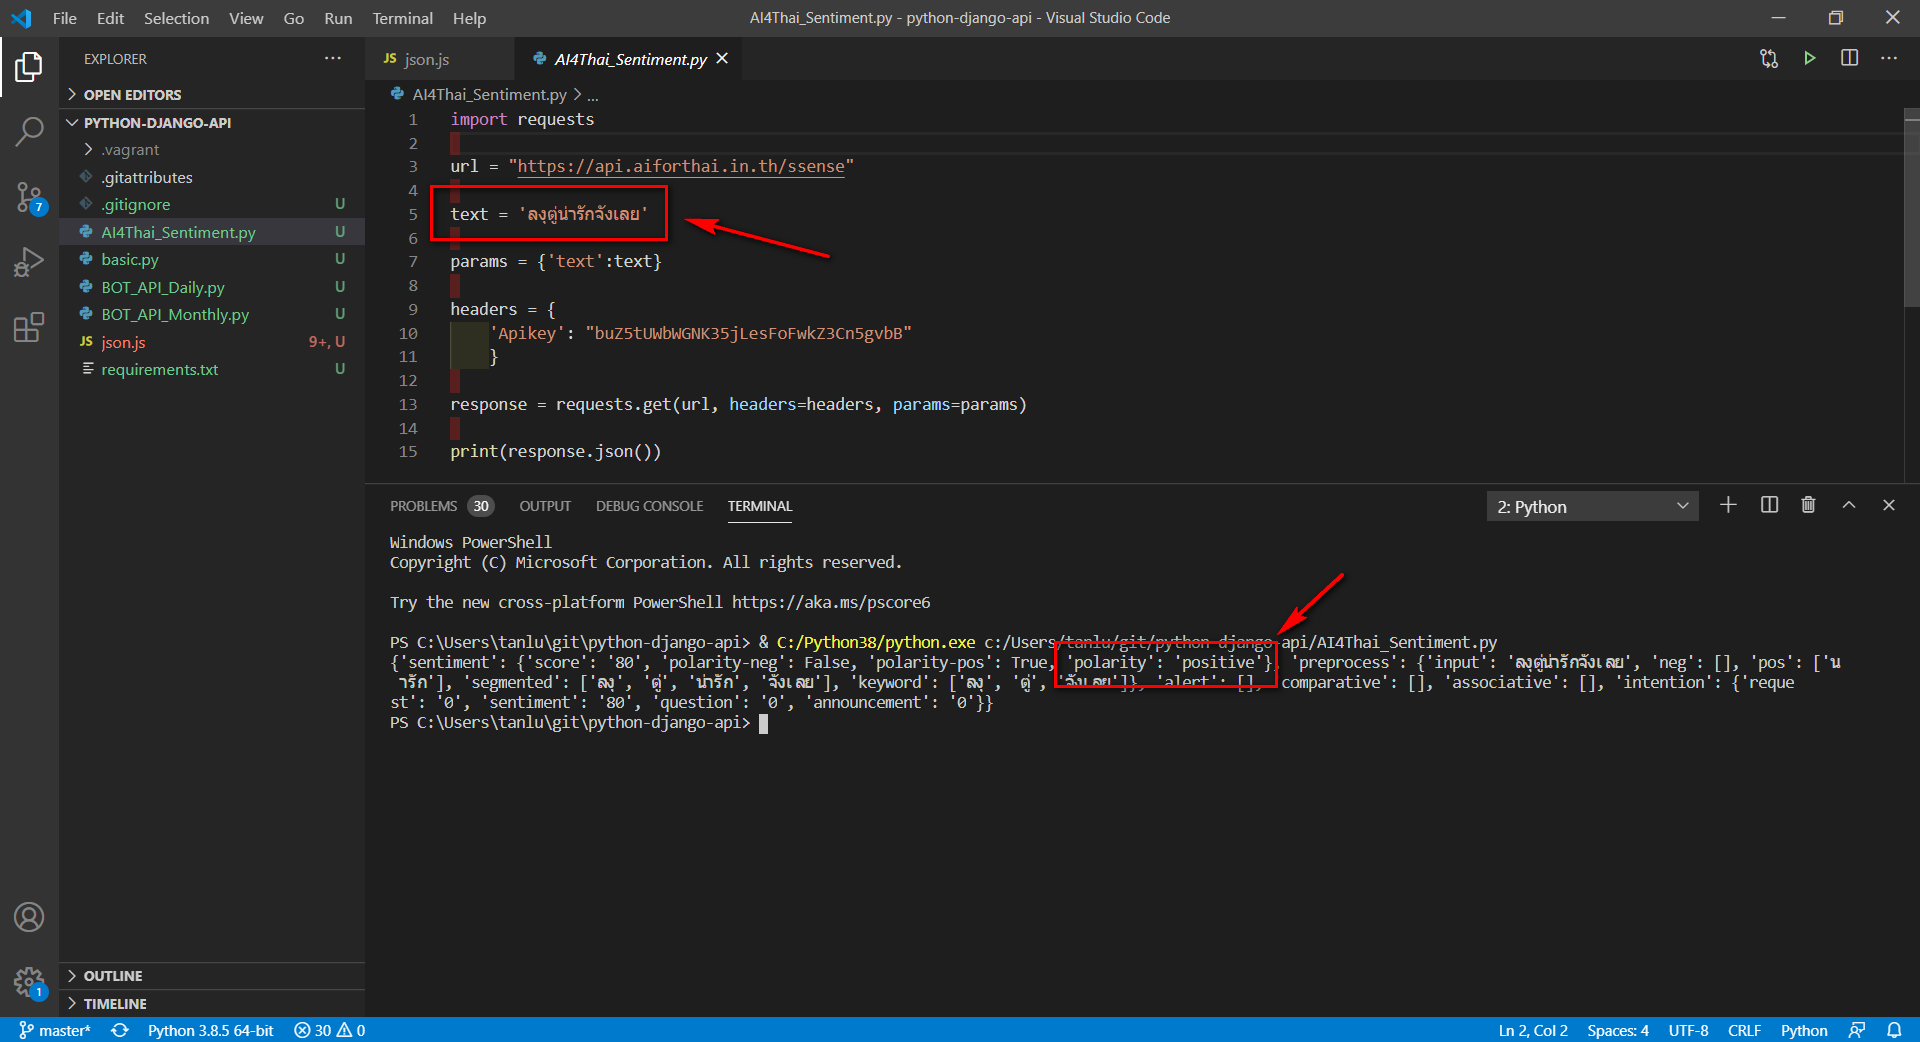 File Edit Selection View Go Run Terminal Help
AI4Thai_Sentiment.py - python-django-api - Visual Studio Code
EXPLORER
OPEN EDITORS
PYTHON-DJANGO-API
.vagrant
.gitattributes
.gitignore U
AI4Thai_Sentiment.py U
basic.py U
BOT_API_Daily.py U
BOT_API_Monthly.py U
JS json.js 9+, U
requirements.txt U
OUTLINE
TIMELINE
7
1
JS json.js
AI4Thai_Sentiment.py
AI4Thai_Sentiment.py > ...
1 import requests
2
3 url = "https://api.aiforthai.in.th/ssense"
4
5 text = 'ลงุตู่น่ารักจังเลย'
6
7 params = {'text':text}
8
9 headers = {
10 'Apikey': "buZ5tUWbWGNK35jLesFoFwkZ3Cn5gvbB"
11 }
12
13 response = requests.get(url, headers=headers, params=params)
14
15 print(response.json())
PROBLEMS 30 OUTPUT DEBUG CONSOLE TERMINAL
2: Python
Windows PowerShell
Copyright (C) Microsoft Corporation. All rights reserved.
Try the new cross-platform PowerShell https://aka.ms/pscore6
PS C:\Users\tanlu\git\python-django-api> & C:/Python38/python.exe c:/Users/tanlu/git/python-django-api/AI4Thai_Sentiment.py
{'sentiment': {'score': '80', 'polarity-neg': False, 'polarity-pos': True, 'polarity': 'positive'}, 'preprocess': {'input': 'ลงุตู่น่ารักจังเลย', 'neg': [], 'pos': ['น
่ารัก'], 'segmented': ['ลงุ', 'ตู่', 'น่ารัก', 'จังเลย'], 'keyword': ['ลงุ', 'ตู่', 'จังเลย']}, 'alert': [], 'comparative': [], 'associative': [], 'intention': {'reque
st': '0', 'sentiment': '80', 'question': '0', 'announcement': '0'}}
PS C:\Users\tanlu\git\python-django-api>
master* Python 3.8.5 64-bit 30 0
Ln 2, Col 2 Spaces: 4 UTF-8 CRLF Python